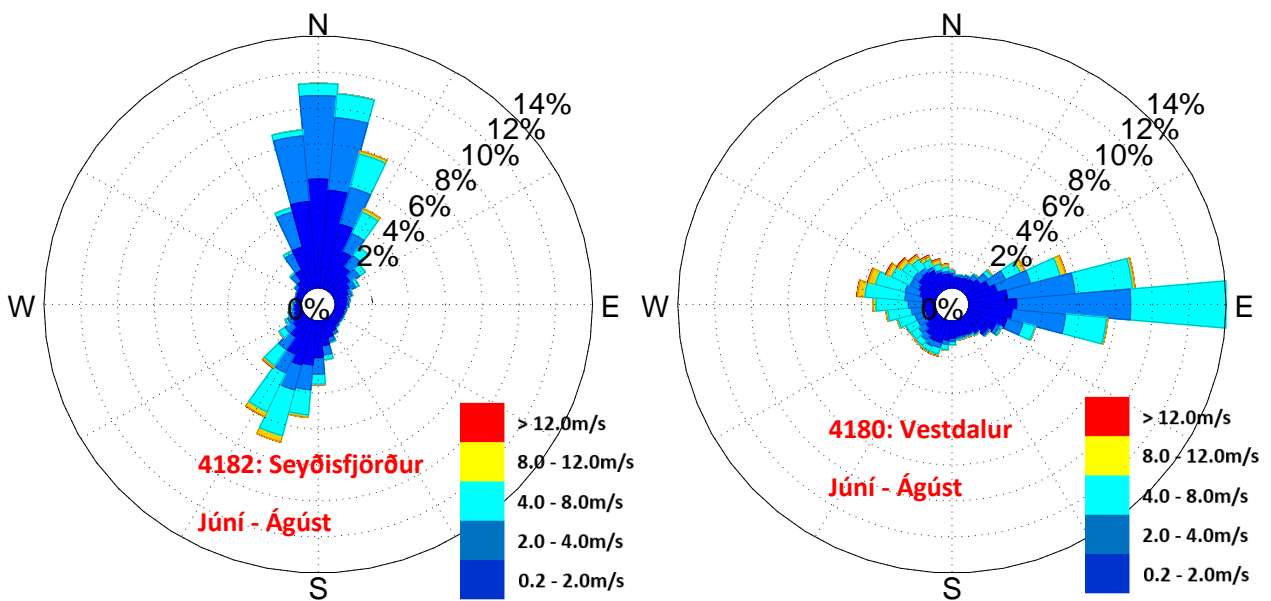 N
14%
12%
10%
8%
6%
4%
2%
0%
W
E
S
4182: Seyðisfjörður
Júní - Ágúst
> 12.0m/s
8.0 - 12.0m/s
4.0 - 8.0m/s
2.0 - 4.0m/s
0.2 - 2.0m/s
N
14%
12%
10%
8%
6%
4%
2%
0%
W
E
4180: Vestdalur
Júní - Ágúst
> 12.0m/s
8.0 - 12.0m/s
4.0 - 8.0m/s
2.0 - 4.0m/s
0.2 - 2.0m/s
S